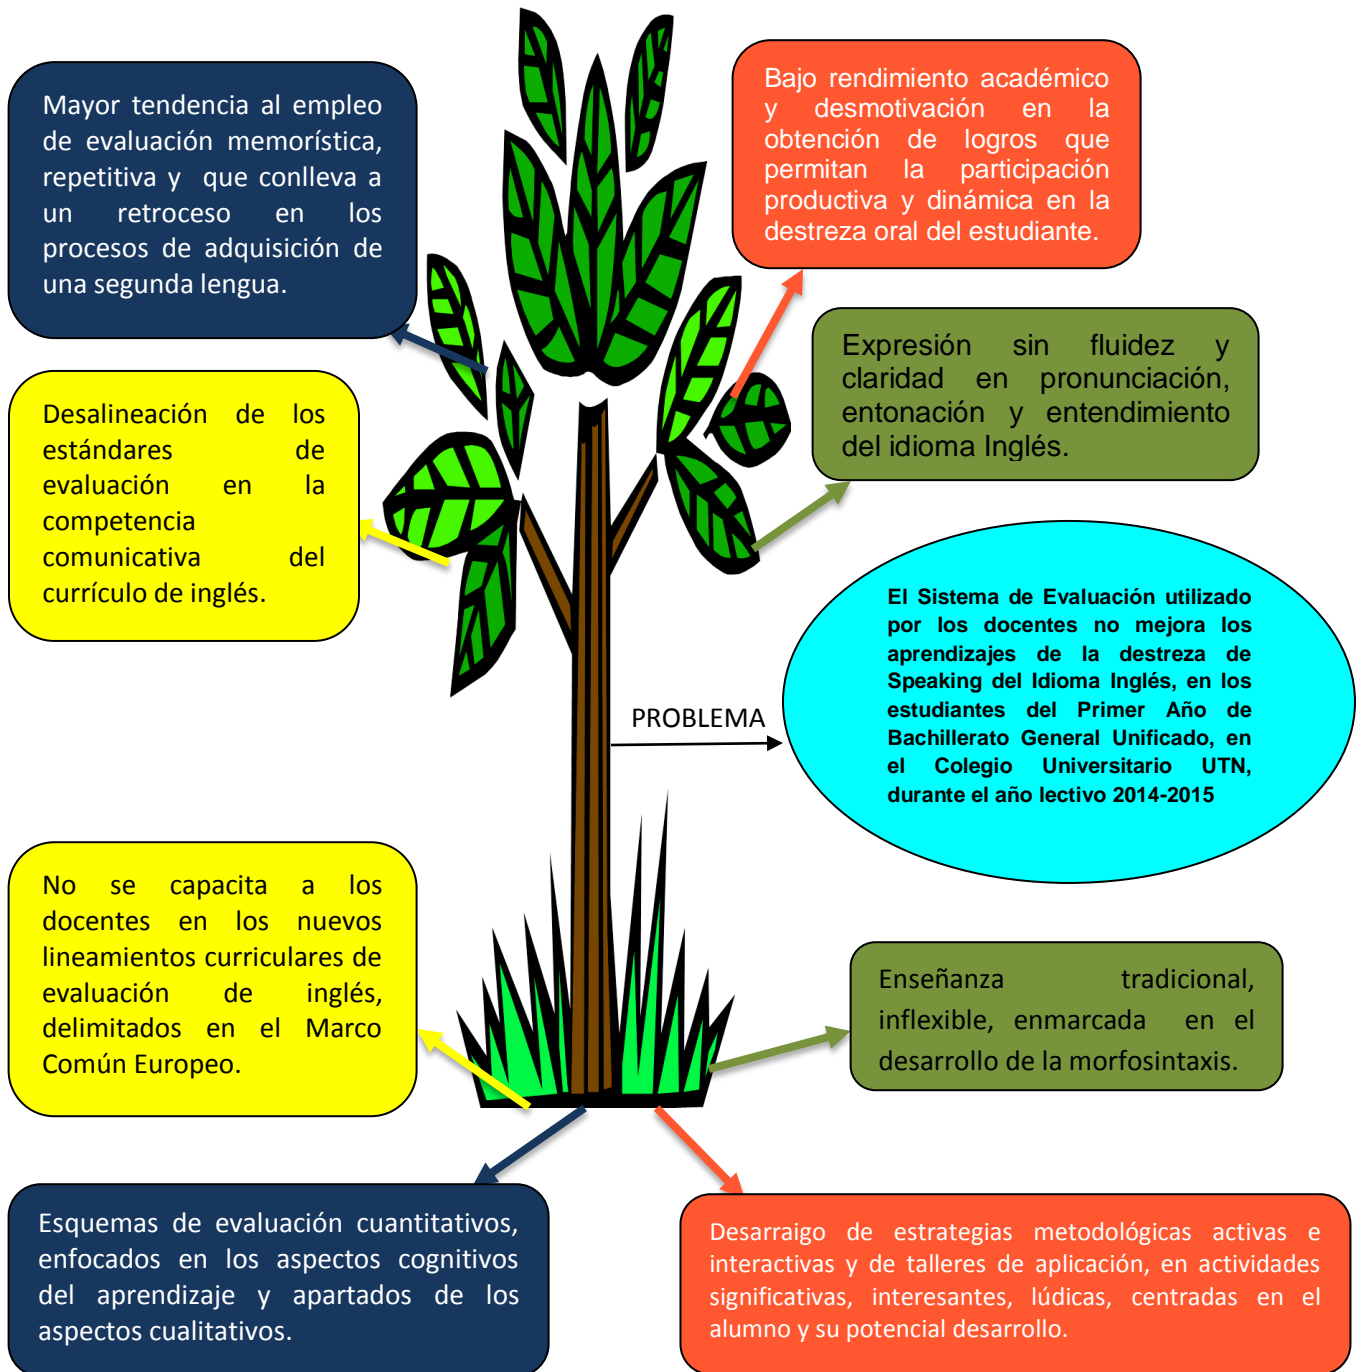 Mayor tendencia al empleo
de evaluación memorística,
repetitiva y que conlleva a
un retroceso en los
procesos de adquisición de
una segunda lengua.
Bajo rendimiento académico
y desmotivación en la
obtención de logros que
permitan la participación
productiva y dinámica en la
destreza oral del estudiante.
Expresión sin fluidez y
claridad en pronunciación,
entonación y entendimiento
del idioma Inglés.
Desalineación de los
estándares de
evaluación en la
competencia
comunicativa del
currículo de inglés.
El Sistema de Evaluación utilizado
por los docentes no mejora los
aprendizajes de la destreza de
Speaking del Idioma Inglés, en los
estudiantes del Primer Año de
Bachillerato General Unificado, en
el Colegio Universitario UTN,
durante el año lectivo 2014-2015
PROBLEMA
No se capacita a los
docentes en los nuevos
lineamientos curriculares de
evaluación de inglés,
delimitados en el Marco
Común Europeo.
Enseñanza tradicional,
inflexible, enmarcada en el
desarrollo de la morfosintaxis.
Esquemas de evaluación cuantitativos,
enfocados en los aspectos cognitivos
del aprendizaje y apartados de los
aspectos cualitativos.
Desarraigo de estrategias metodológicas activas e
interactivas y de talleres de aplicación, en actividades
significativas, interesantes, lúdicas, centradas en el
alumno y su potencial desarrollo.